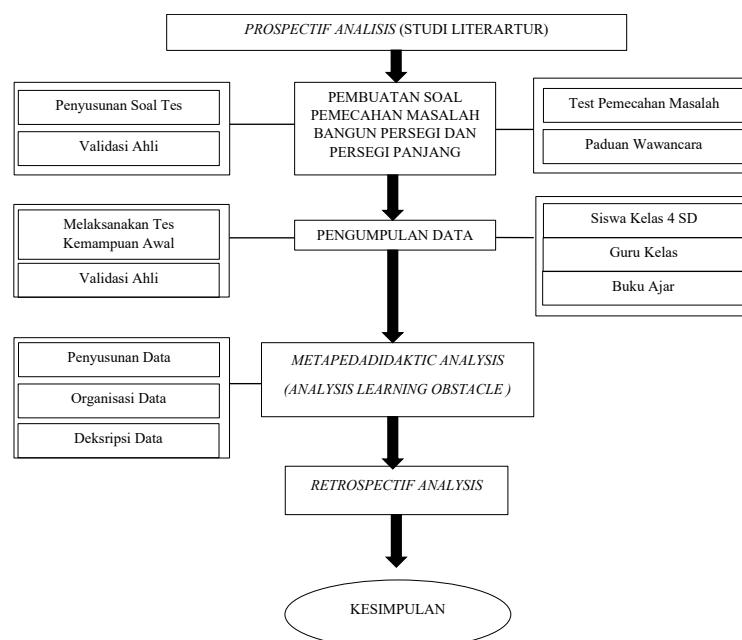 PROSPECTIF ANALISIS (STUDI LITERARTUR)
Penyusunan Soal Tes
Validasi Ahli
PEMBUATAN SOAL
PEMECAHAN MASALAH
BANGUN PERSEGI DAN
PERSEGI PANJANG
Test Pemecahan Masalah
Paduan Wawancara
Melaksanakan Tes
Kemampuan Awal
Validasi Ahli
PENGUMPULAN DATA
Siswa Kelas 4 SD
Guru Kelas
Buku Ajar
Penyusunan Data
Organisasi Data
Deksripsi Data
METAPEDADIDAKTIC ANALYSIS
(ANALYSIS LEARNING OBSTACLE )
RETROSPECTIF ANALYSIS
KESIMPULAN